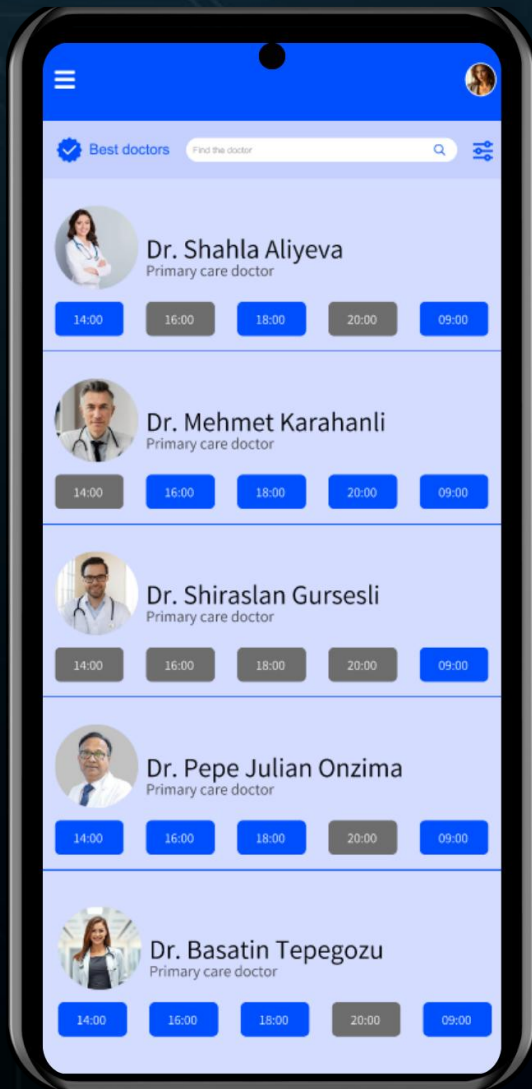 Best doctors
Find the doctor
Dr. Shahla Aliyeva
Primary care doctor
14:00 16:00 18:00 20:00 09:00
Dr. Mehmet Karahanli
Primary care doctor
14:00 16:00 18:00 20:00 09:00
Dr. Shiraslan Gursesli
Primary care doctor
14:00 16:00 18:00 20:00 09:00
Dr. Pepe Julian Onzima
Primary care doctor
14:00 16:00 18:00 20:00 09:00
Dr. Basatin Tepegozu
Primary care doctor
14:00 16:00 18:00 20:00 09:00